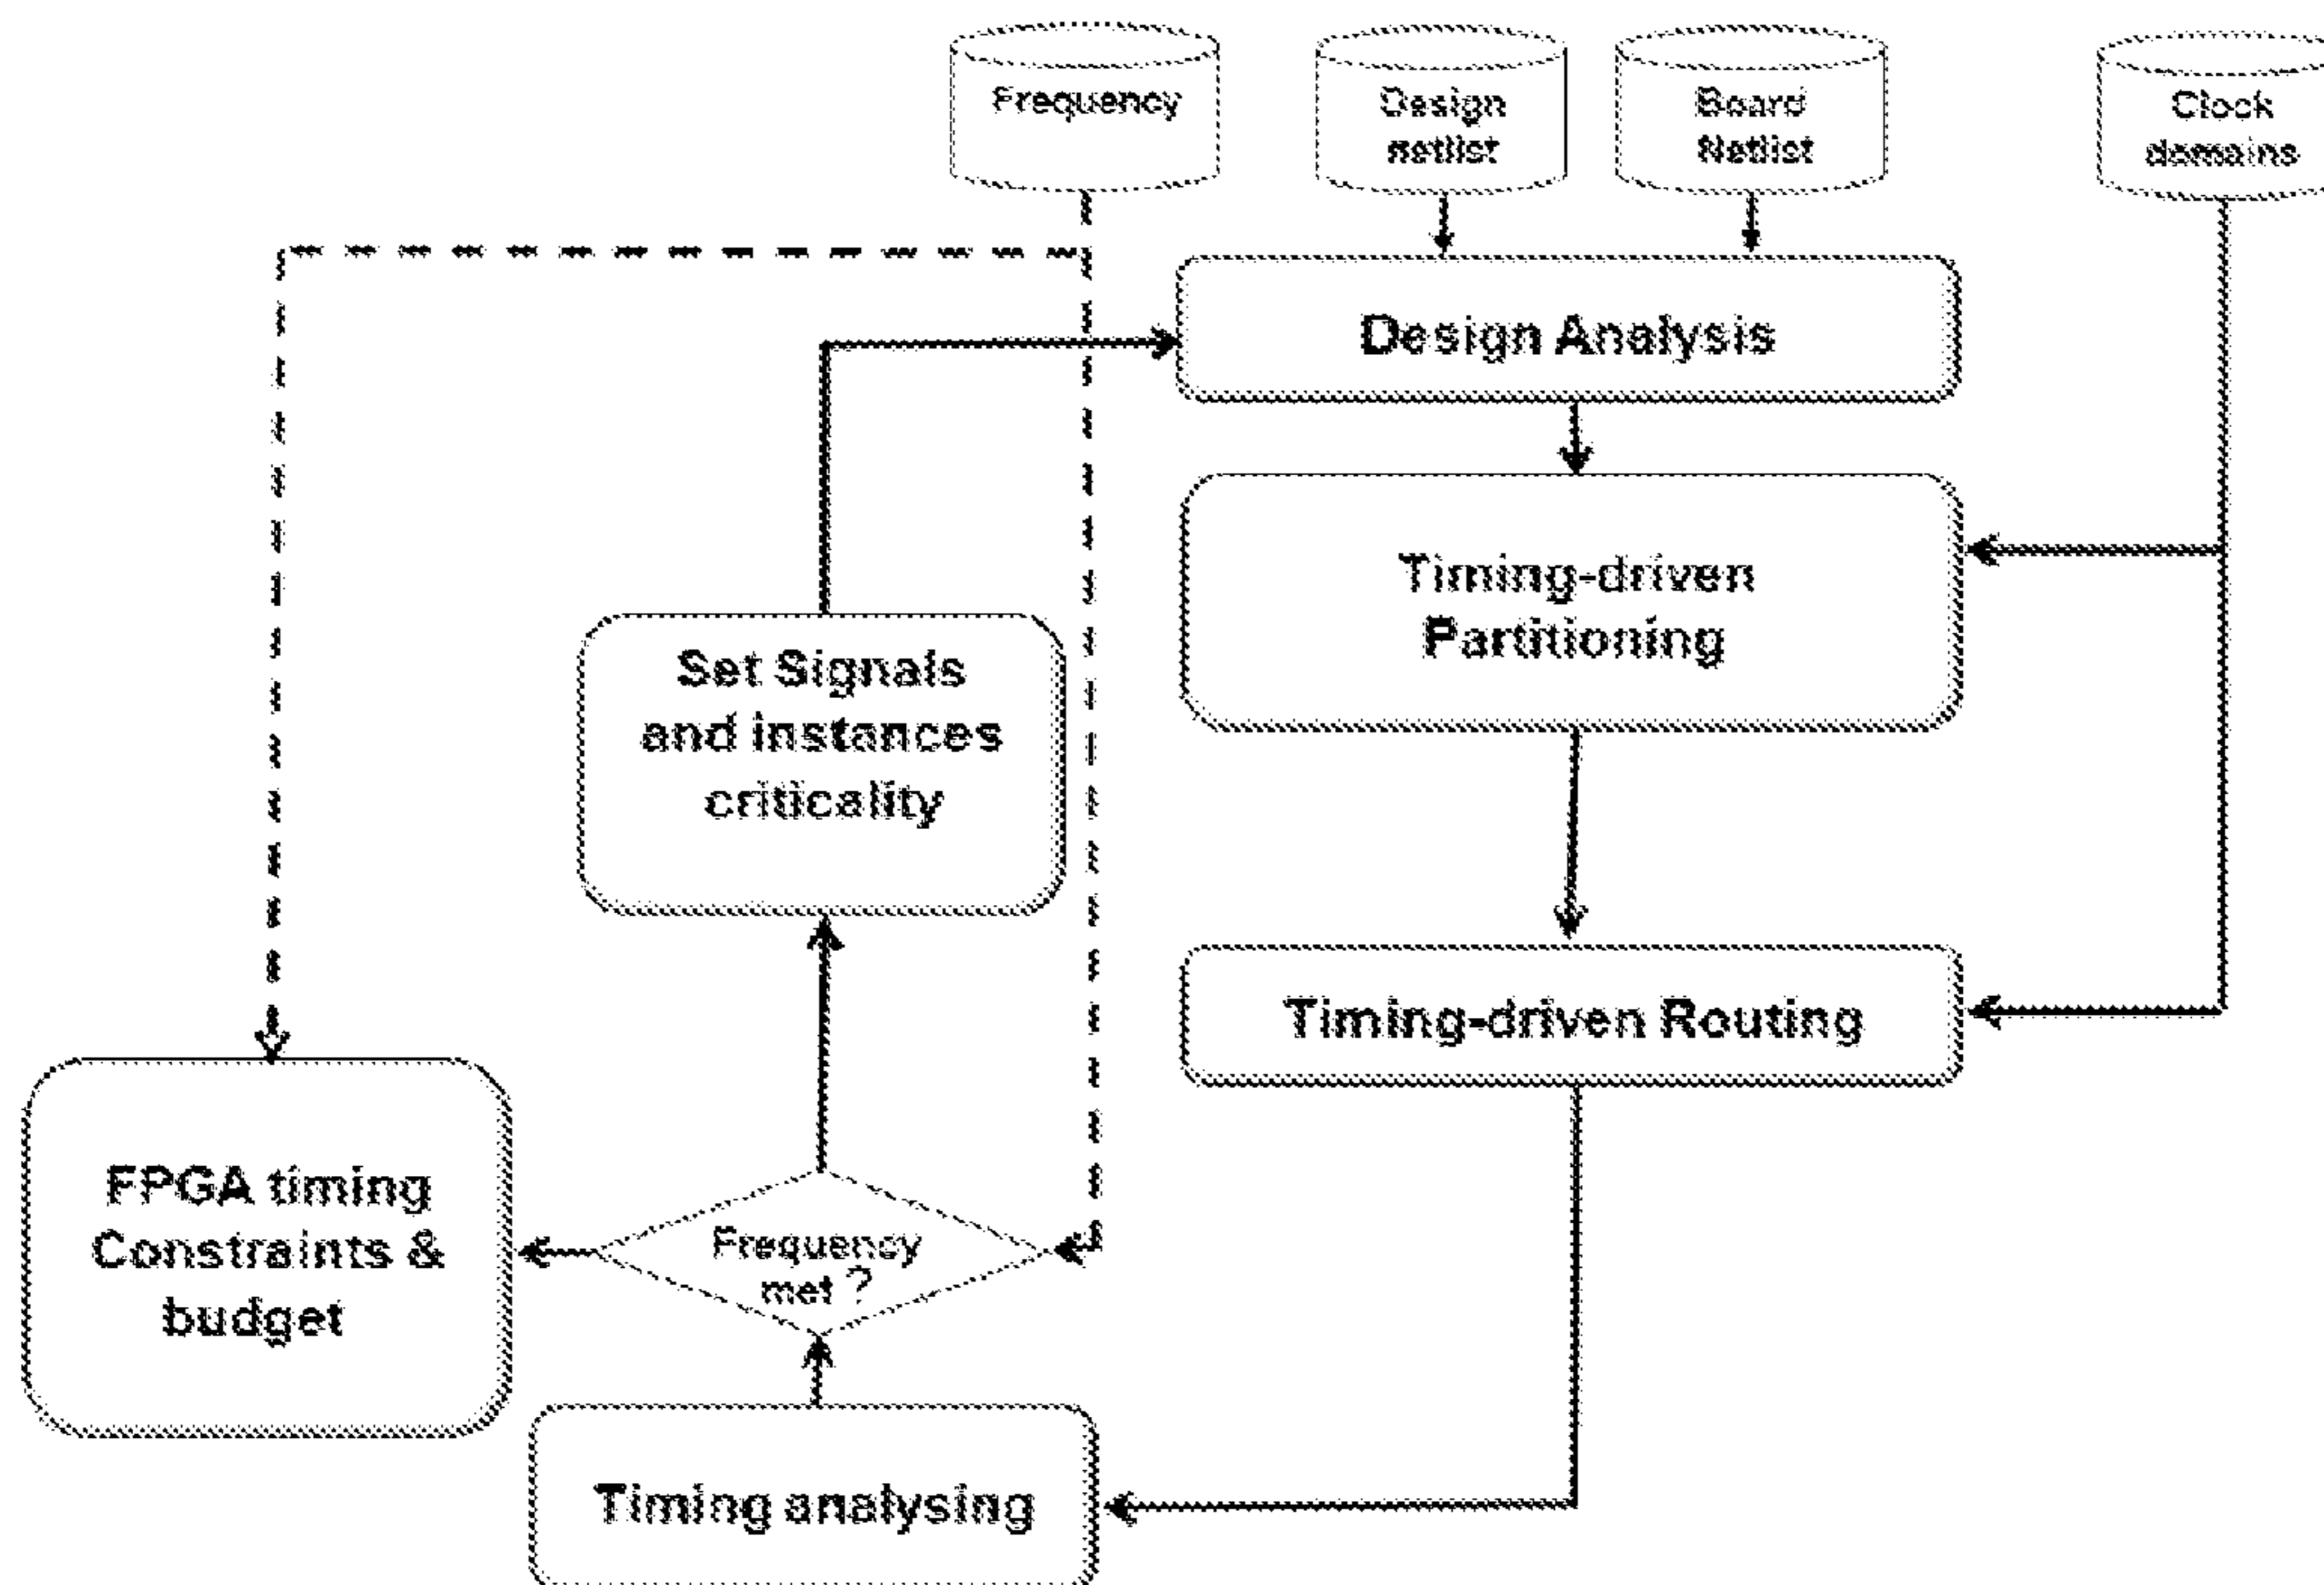 Frequency
Design
netlist
Board
Netlist
Clock
domains
Design Analysis
Timing-driven
Partitioning
Set Signals
and instances
criticality
Timing-driven Routing
FPGA timing
Constraints &
budget
Frequency
met ?
Timing analysing